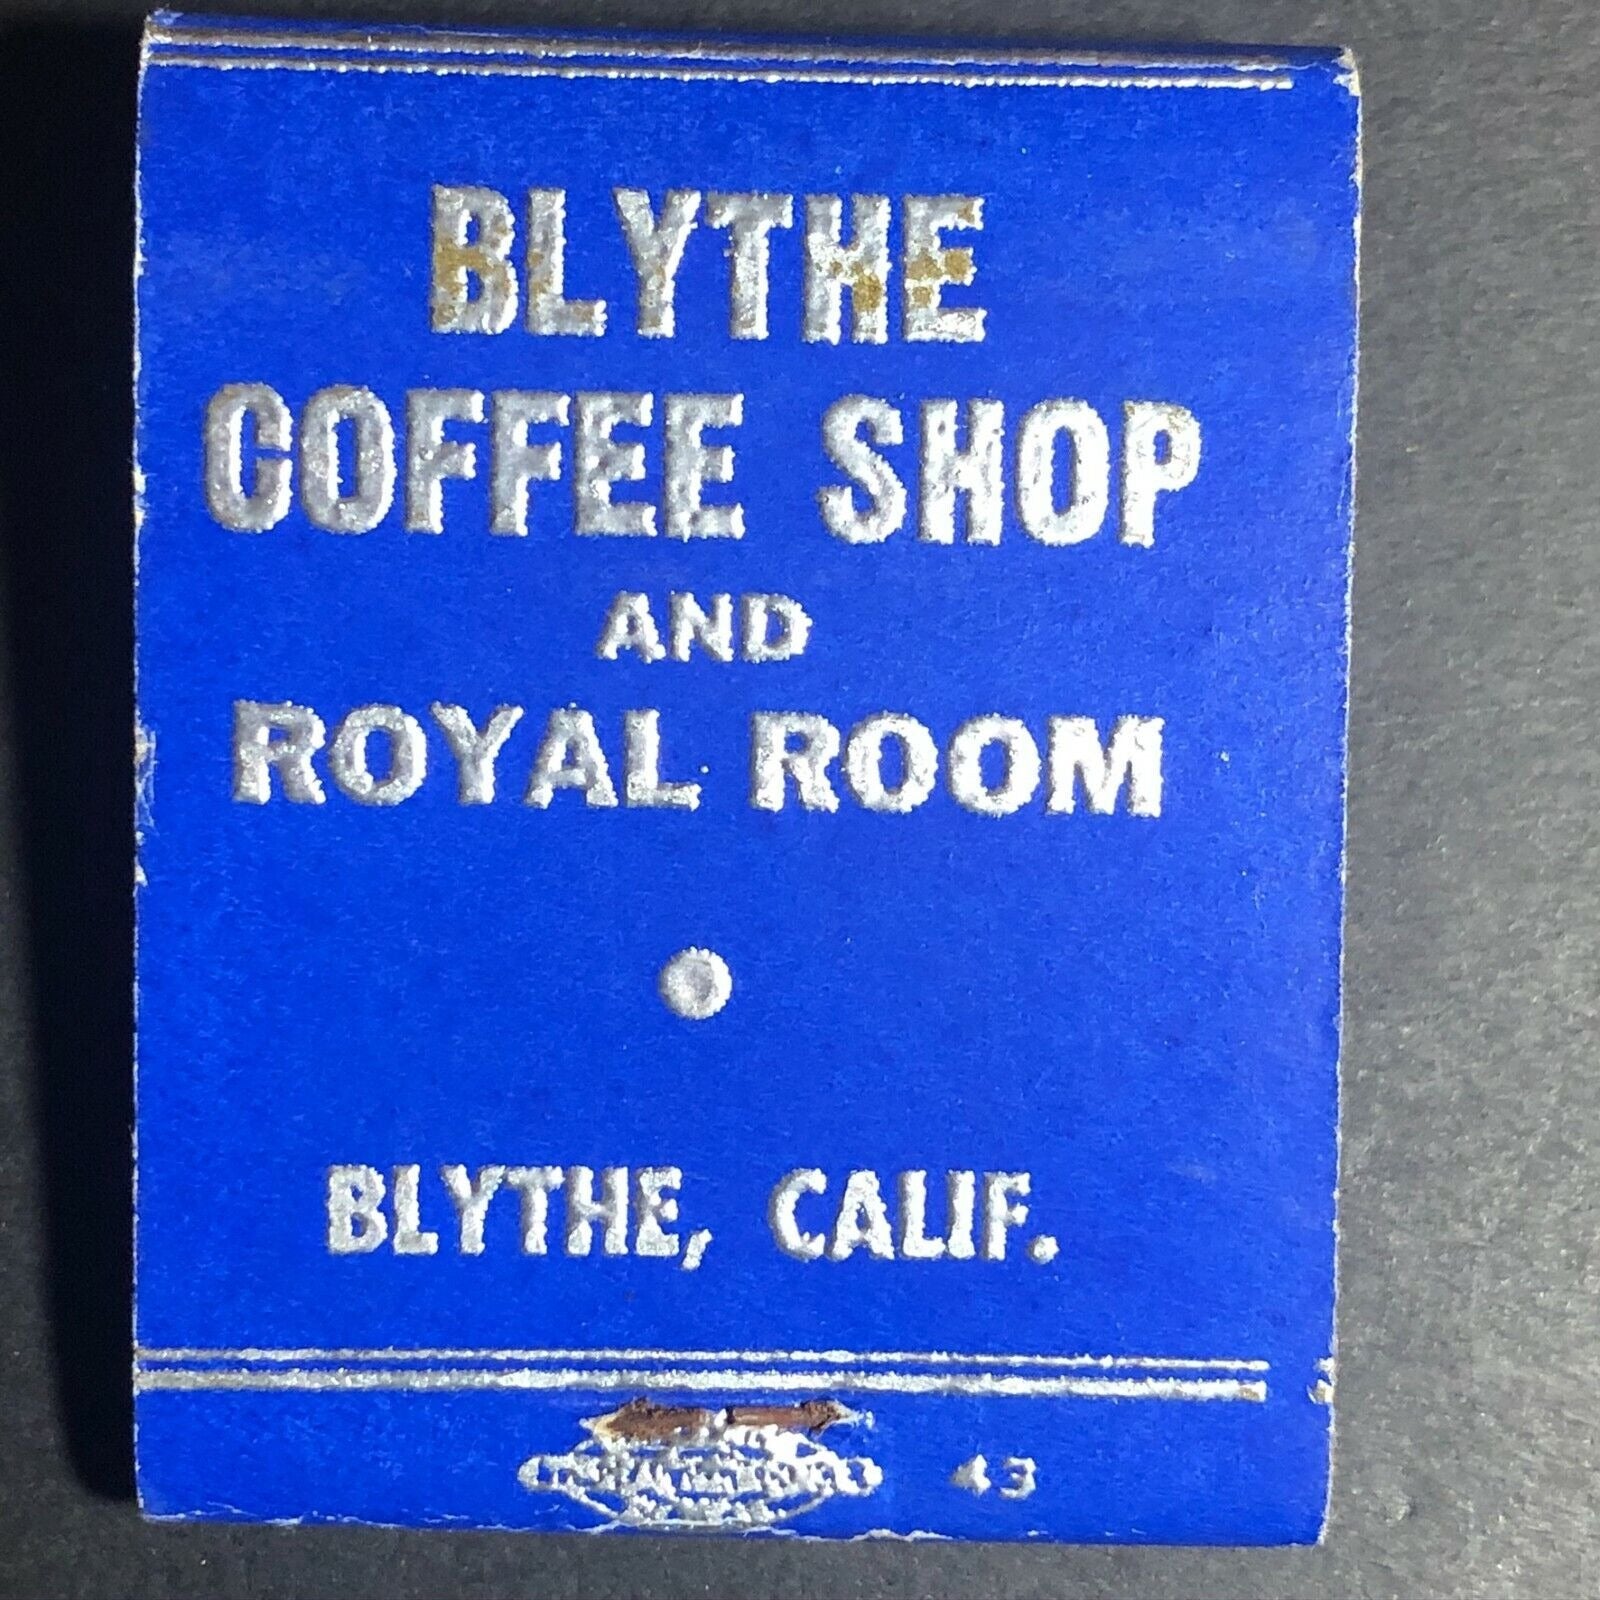 BLYTHE
COFFEE SHOP
AND
ROYAL ROOM
BLYTHE, CALIF.
43